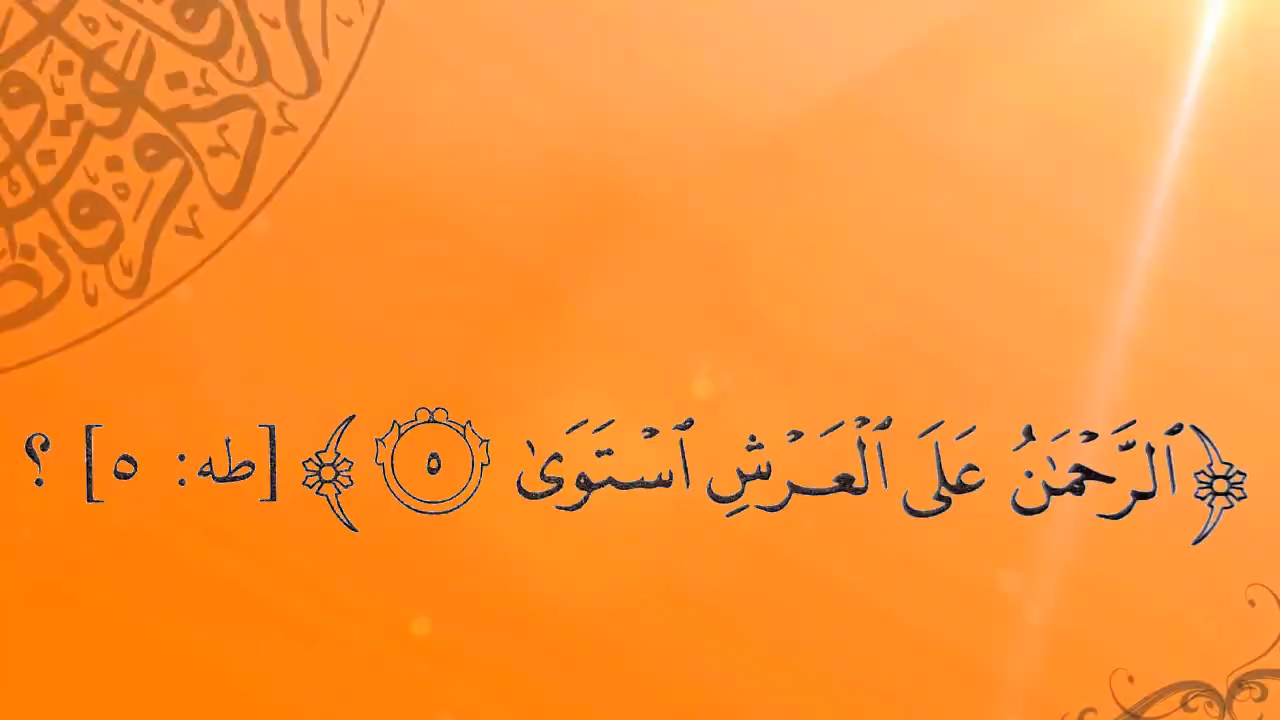 ﴿ٱلرَّحْمَٰنُ عَلَى ٱلْعَرْشِ ٱسْتَوَىٰ ٥﴾ [طه: ٥] ؟